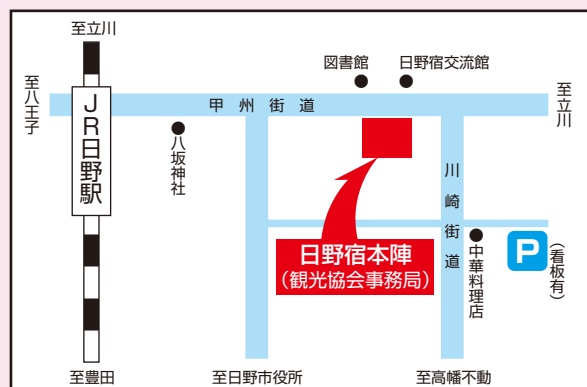 至立川
図書館
日野宿交流館
至八王子
至立川
甲州街道
JR日野駅
八坂神社
川崎街道
日野宿本陣
（観光協会事務局）
中華料理店
P
（看板有）
至豊田
至日野市役所
至高幡不動